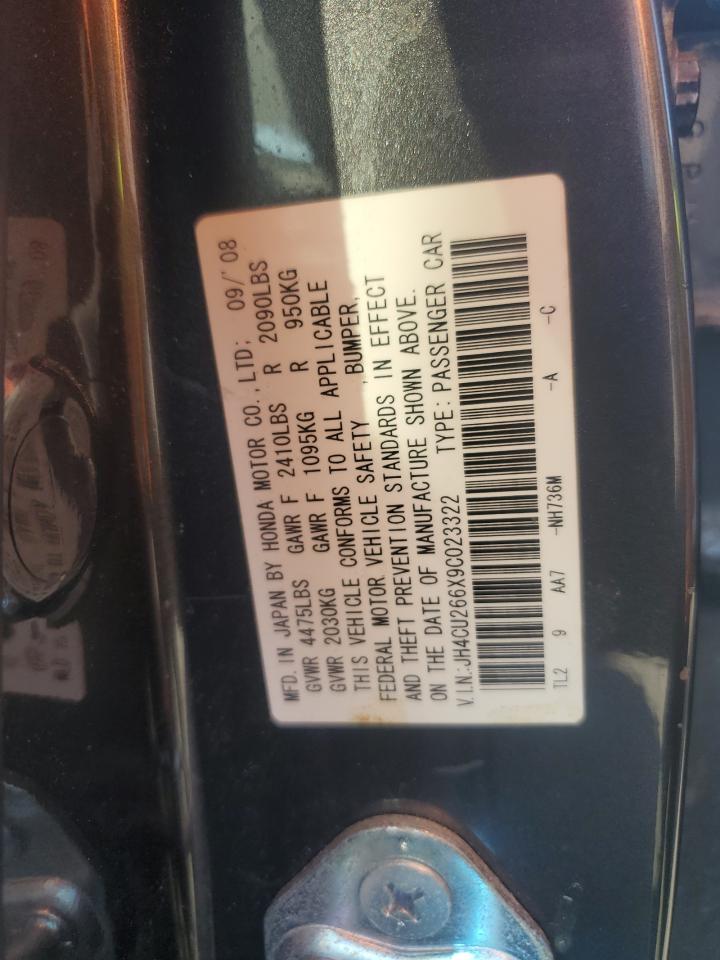 MFD. IN JAPAN BY HONDA MOTOR CO.,LTD; 09/'08
GVWR 4475LBS GAWR F 2410LBS R 2090LBS
GVWR 2030KG GAWR F 1095KG R 950KG
THIS VEHICLE CONFORMS TO ALL APPLICABLE
FEDERAL MOTOR VEHICLE SAFETY , BUMPER,
AND THEFT PREVENTION STANDARDS IN EFFECT
ON THE DATE OF MANUFACTURE SHOWN ABOVE.
V.I.N.:JH4CU266X9C023322 TYPE:PASSENGER CAR
TL2 9 AA7 -NH736M -A -C